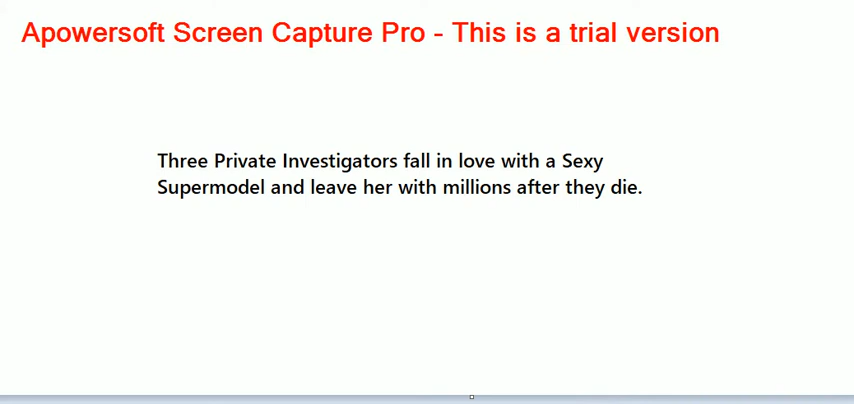 Apowersoft Screen Capture Pro - This is a trial version
Three Private Investigators fall in love with a Sexy
Supermodel and leave her with millions after they die.